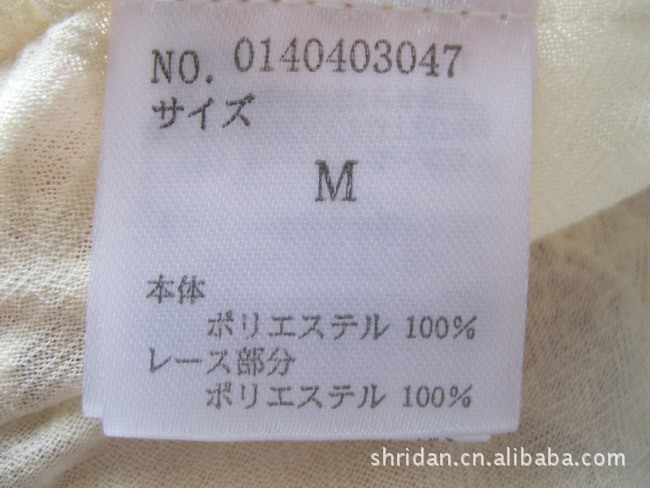 NO. 0140403047
サイズ
M
本体
ポリエステル 100%
レース部分
ポリエステル 100%
shridan.cn.alibaba.com